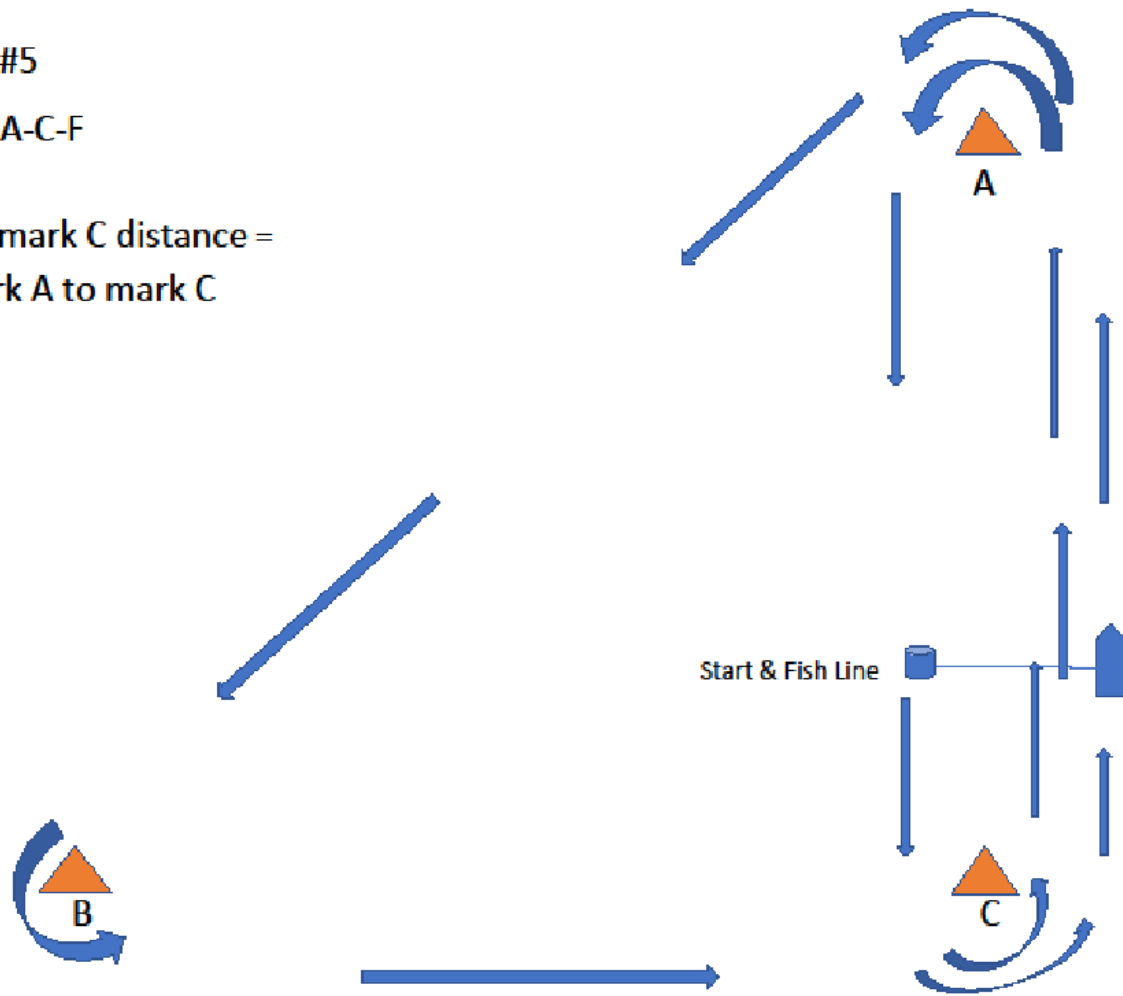 #5
A-C-F
mark C distance =
rk A to mark C
A
Start & Fish Line
B
C